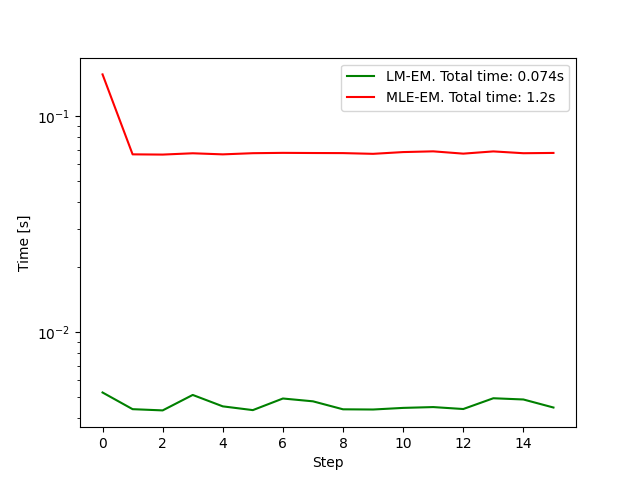 LM-EM. Total time: 0.074s
MLE-EM. Total time: 1.2s
10⁻¹
10⁻²
Time [s]
0 2 4 6 8 10 12 14
Step